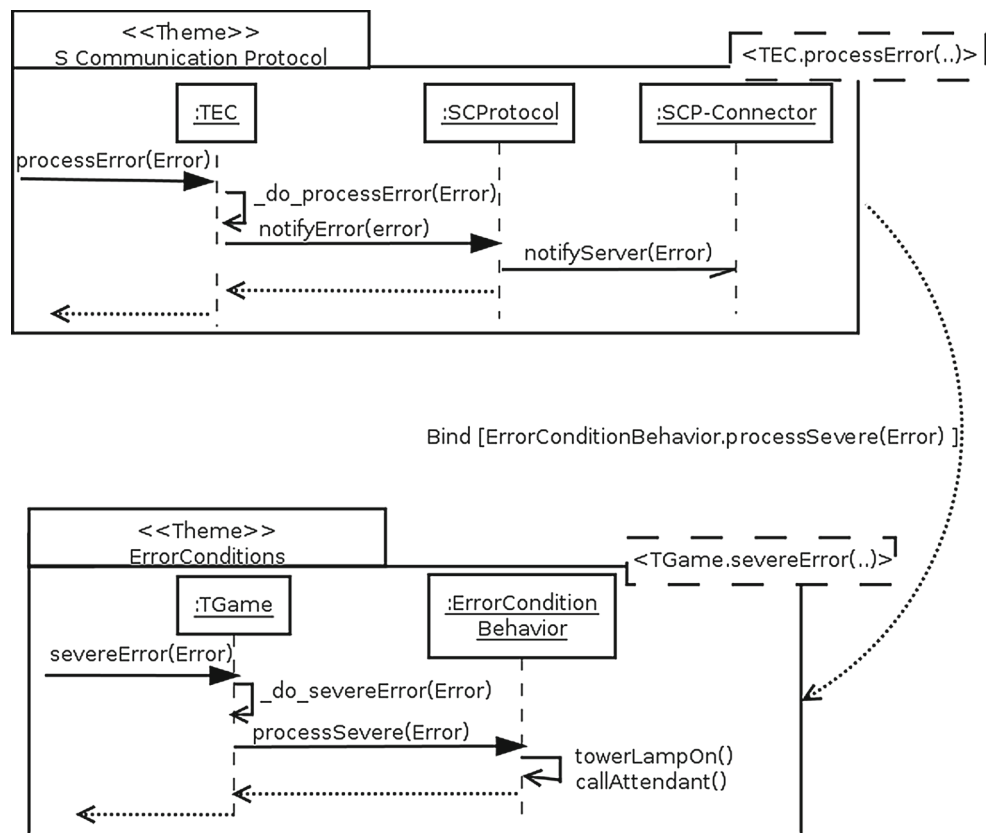 <<Theme>>
S Communication Protocol
<TEC.processError(..)>
:TEC
:SCProtocol
:SCP-Connector
processError(Error)
_do_processError(Error)
notifyError(error)
notifyServer(Error)
Bind [ErrorConditionBehavior.processSevere(Error) ]
<<Theme>>
ErrorConditions
<TGame.severeError(..)>
:TGame
:ErrorCondition
Behavior
severeError(Error)
_do_severeError(Error)
processSevere(Error)
towerLampOn()
callAttendant()